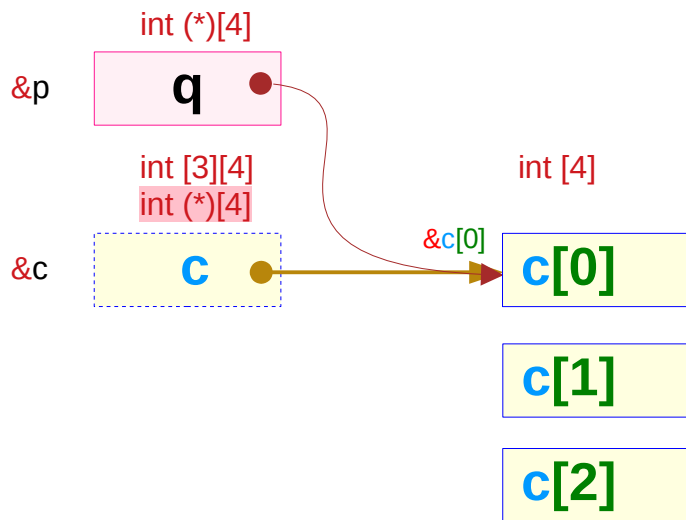 int (*)[4]
&p
q
int [3][4]
int [4]
int (*)[4]
&c[0]
&c
c
c[0]
c[1]
c[2]